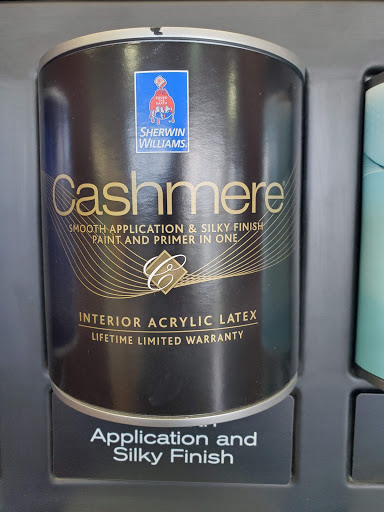 SHERWIN
WILLIAMS.
Cashmere
SMOOTH APPLICATION & SILKY FINISH
PAINT AND PRIMER IN ONE
C
INTERIOR ACRYLIC LATEX
LIFETIME LIMITED WARRANTY
Application and
Silky Finish